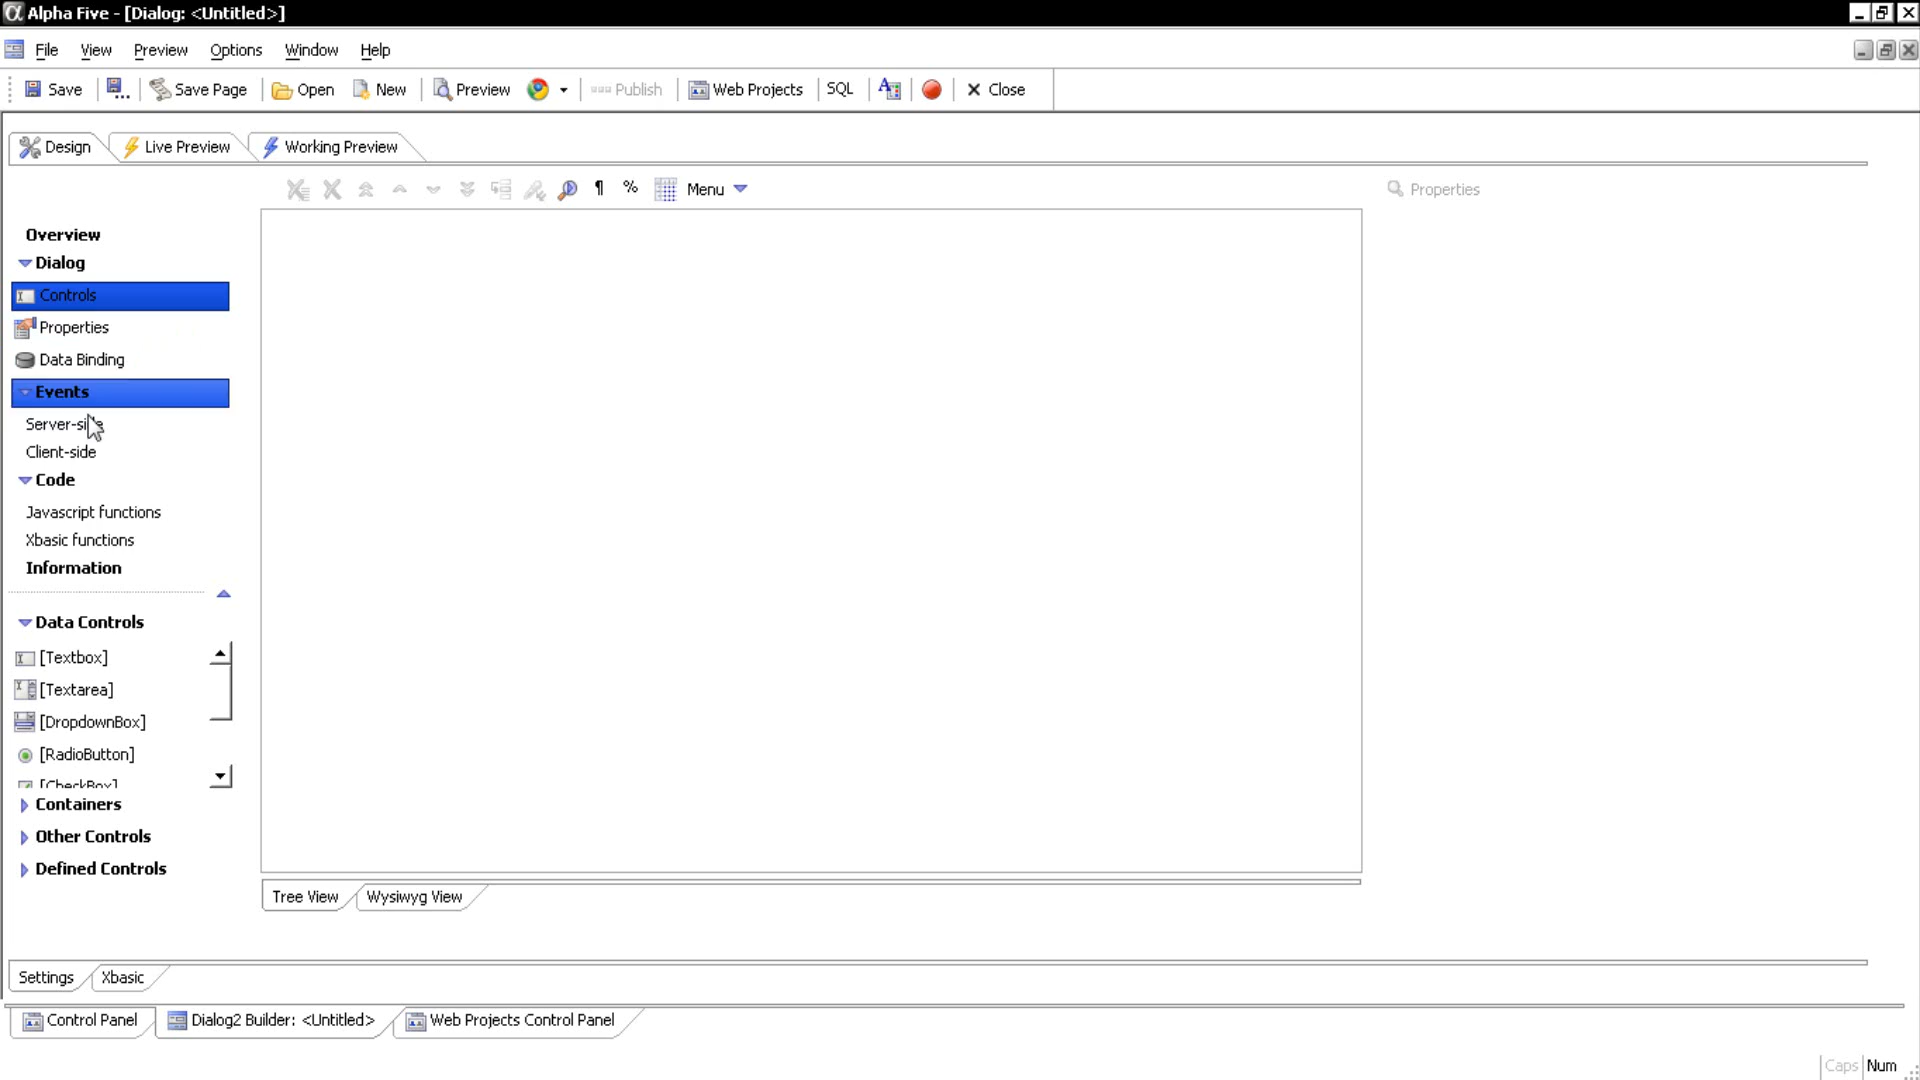 Alpha Five - [Dialog: <Untitled>]
File View Preview Options Window Help
Save Save Page Open New Preview Publish Web Projects SQL Close
Design Live Preview Working Preview
¶ % Menu Properties
Overview
Dialog
Controls
Properties
Data Binding
Events
Server-side
Client-side
Code
Javascript functions
Xbasic functions
Information
Data Controls
[Textbox]
[Textarea]
[DropdownBox]
[RadioButton]
[CheckBox]
Containers
Other Controls
Defined Controls
Tree View Wysiwyg View
Settings Xbasic
Control Panel Dialog2 Builder: <Untitled> Web Projects Control Panel
Caps Num